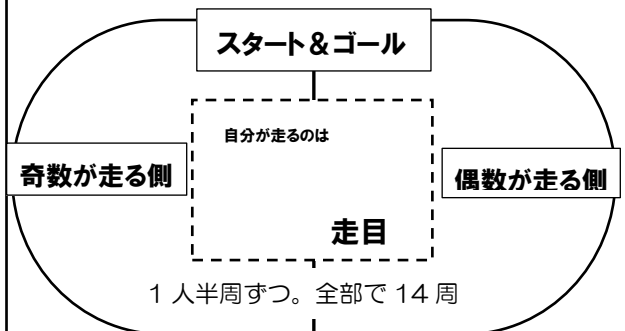 スタート＆ゴール
自分が走るのは
奇数が走る側
偶数が走る側
走目
1 人半周ずつ。全部で 14 周